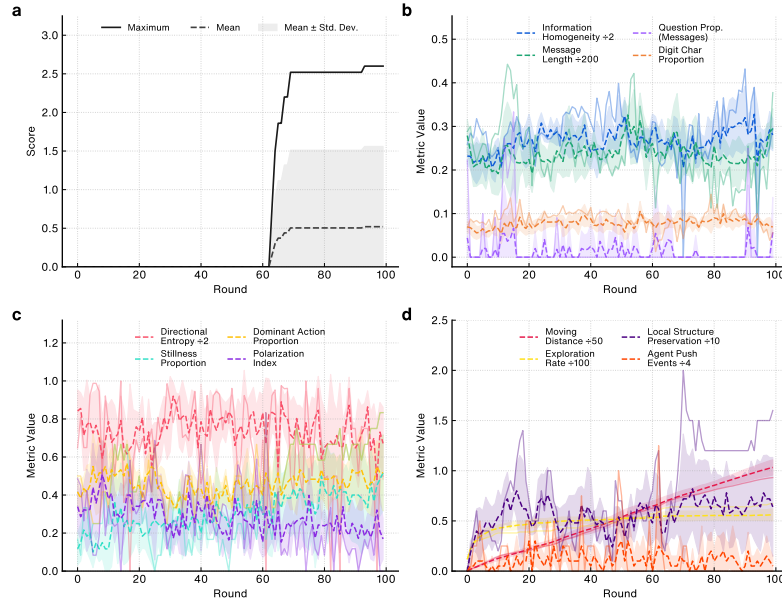 a
Maximum
Mean
Mean ± Std. Dev.
3.0
2.5
2.0
1.5
1.0
0.5
0.0
Score
0
20
40
60
80
100
Round
b
Information
Homogeneity ÷2
Message
Length ÷200
Question Prop.
(Messages)
Digit Char
Proportion
0.5
0.4
0.3
0.2
0.1
0.0
Metric Value
0
20
40
60
80
100
Round
c
Directional
Entropy ÷2
Stillness
Proportion
Dominant Action
Proportion
Polarization
Index
1.2
1.0
0.8
0.6
0.4
0.2
0.0
Metric Value
0
20
40
60
80
100
Round
d
Moving
Distance ÷50
Exploration
Rate ÷100
Local Structure
Preservation ÷10
Agent Push
Events ÷4
2.5
2.0
1.5
1.0
0.5
0.0
Metric Value
0
20
40
60
80
100
Round